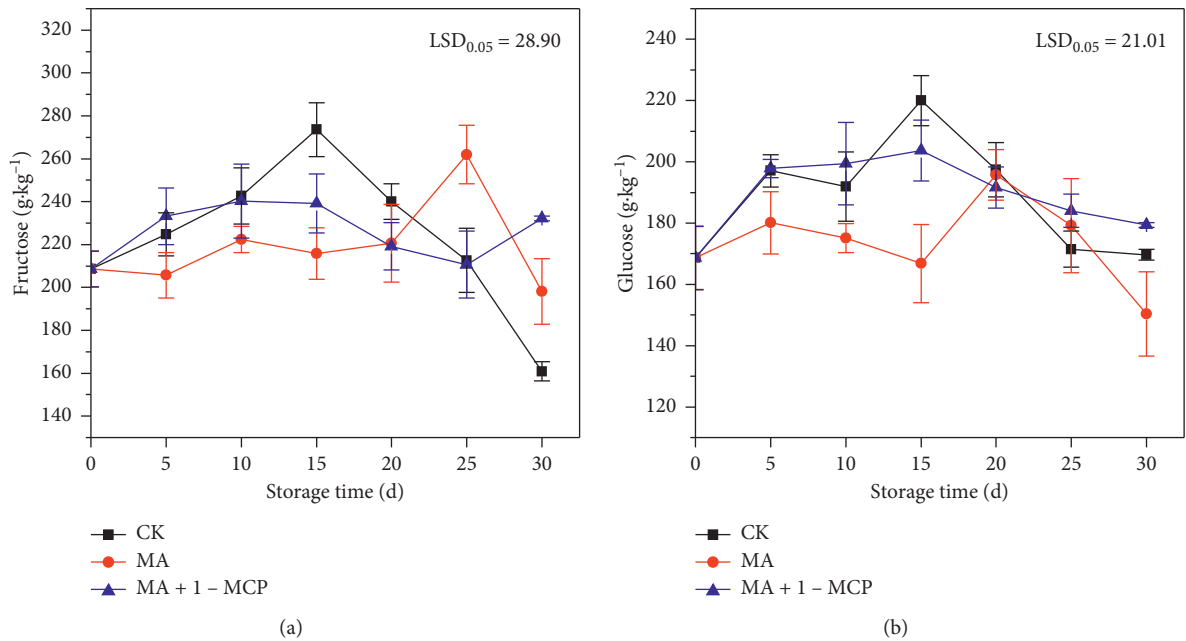 LSD0.05 = 28.90
Fructose (g·kg−1)
320
300
280
260
240
220
200
180
160
140
0 5 10 15 20 25 30
Storage time (d)
CK
MA
MA + 1 – MCP
(a)
LSD0.05 = 21.01
Glucose (g·kg−1)
240
220
200
180
160
140
120
0 5 10 15 20 25 30
Storage time (d)
CK
MA
MA + 1 – MCP
(b)